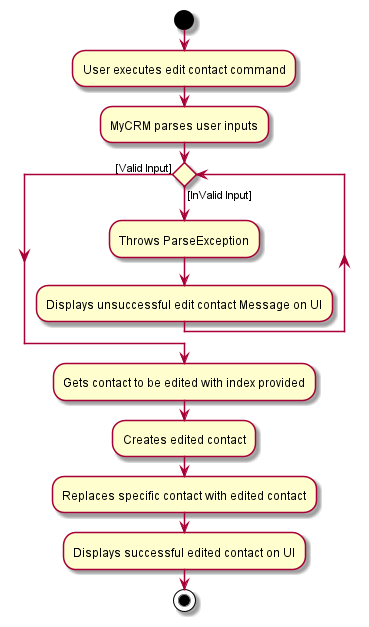 User executes edit contact command
MyCRM parses user inputs
[Valid Input]
[InValid Input]
Throws ParseException
Displays unsuccessful edit contact Message on UI
Gets contact to be edited with index provided
Creates edited contact
Replaces specific contact with edited contact
Displays successful edited contact on UI